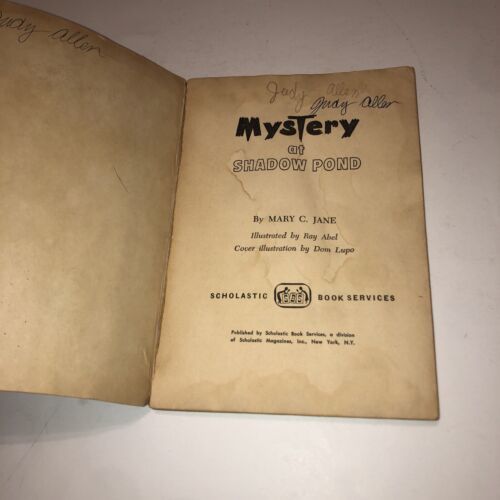 Judy Allen
Judy Allen
Judy Allen
MYSTERY
at
SHADOW POND
By MARY C. JANE
Illustrated by Ray Abel
Cover illustration by Dom Lupo
SCHOLASTIC BOOK SERVICES
Published by Scholastic Book Services, a division
of Scholastic Magazines, Inc., New York, N.Y.